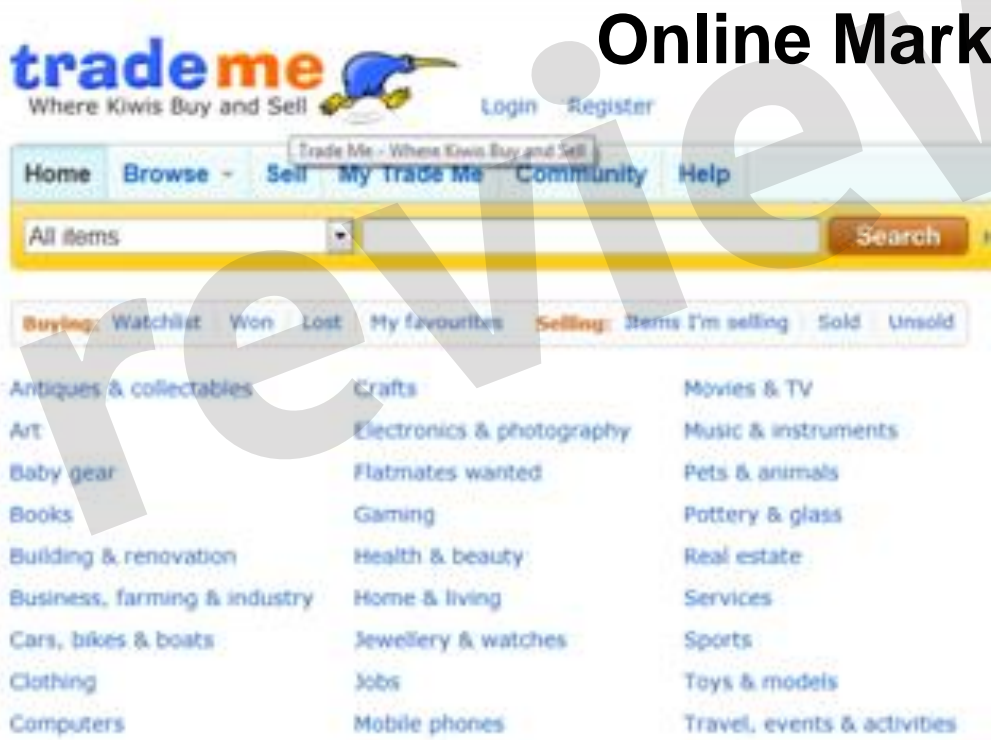 Online Mark
trademe
Where Kiwis Buy and Sell
Login Register
Trade Me - Where Kiwis Buy and Sell
Home Browse Sell My Trade Me Community Help
All items Search
Buying: Watchlist Won Lost My favourites Selling: Items I'm selling Sold Unsold
Antiques & collectables Crafts Movies & TV
Art Electronics & photography Music & instruments
Baby gear Flatmates wanted Pets & animals
Books Gaming Pottery & glass
Building & renovation Health & beauty Real estate
Business, farming & industry Home & living Services
Cars, bikes & boats Jewellery & watches Sports
Clothing Jobs Toys & models
Computers Mobile phones Travel, events & activities
review